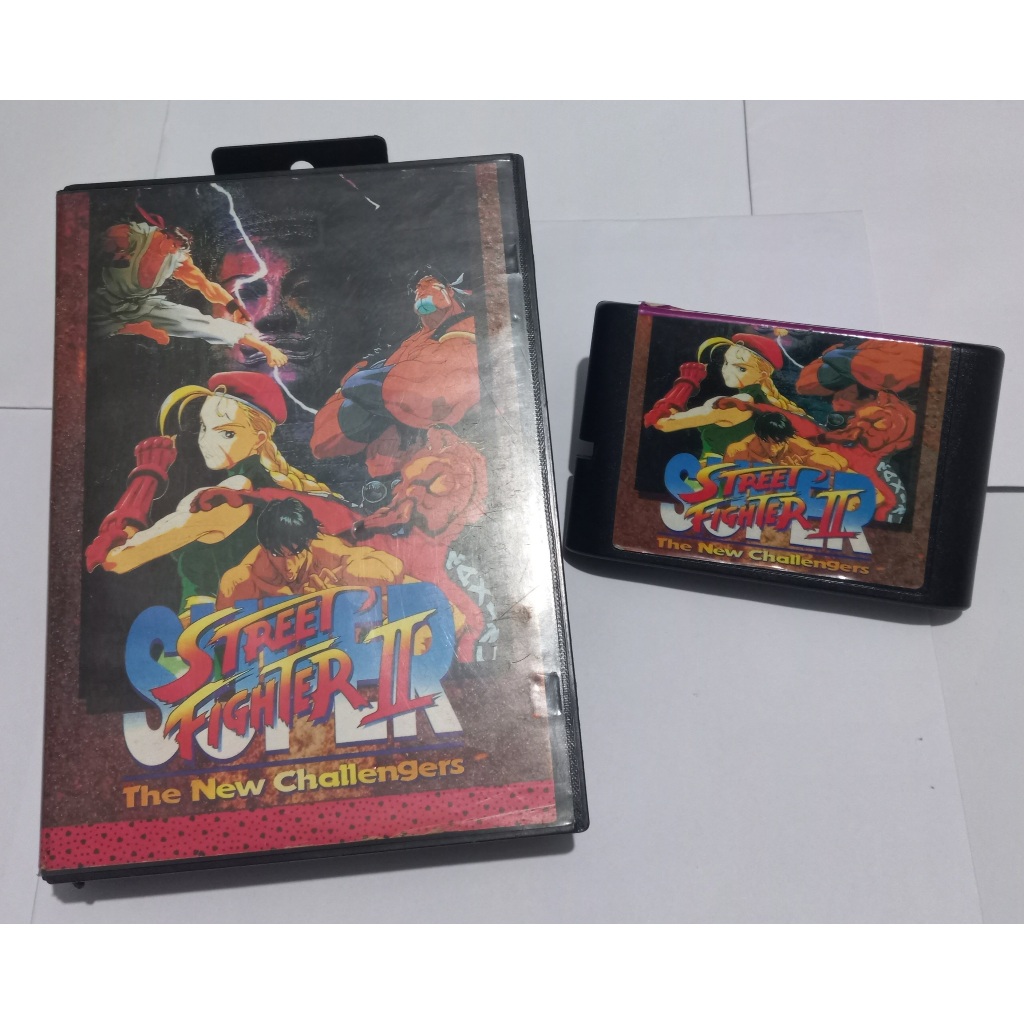 SUPER
STREET
FIGHTER II
The New Challengers
SUPER
STREET
FIGHTER II
The New Challengers